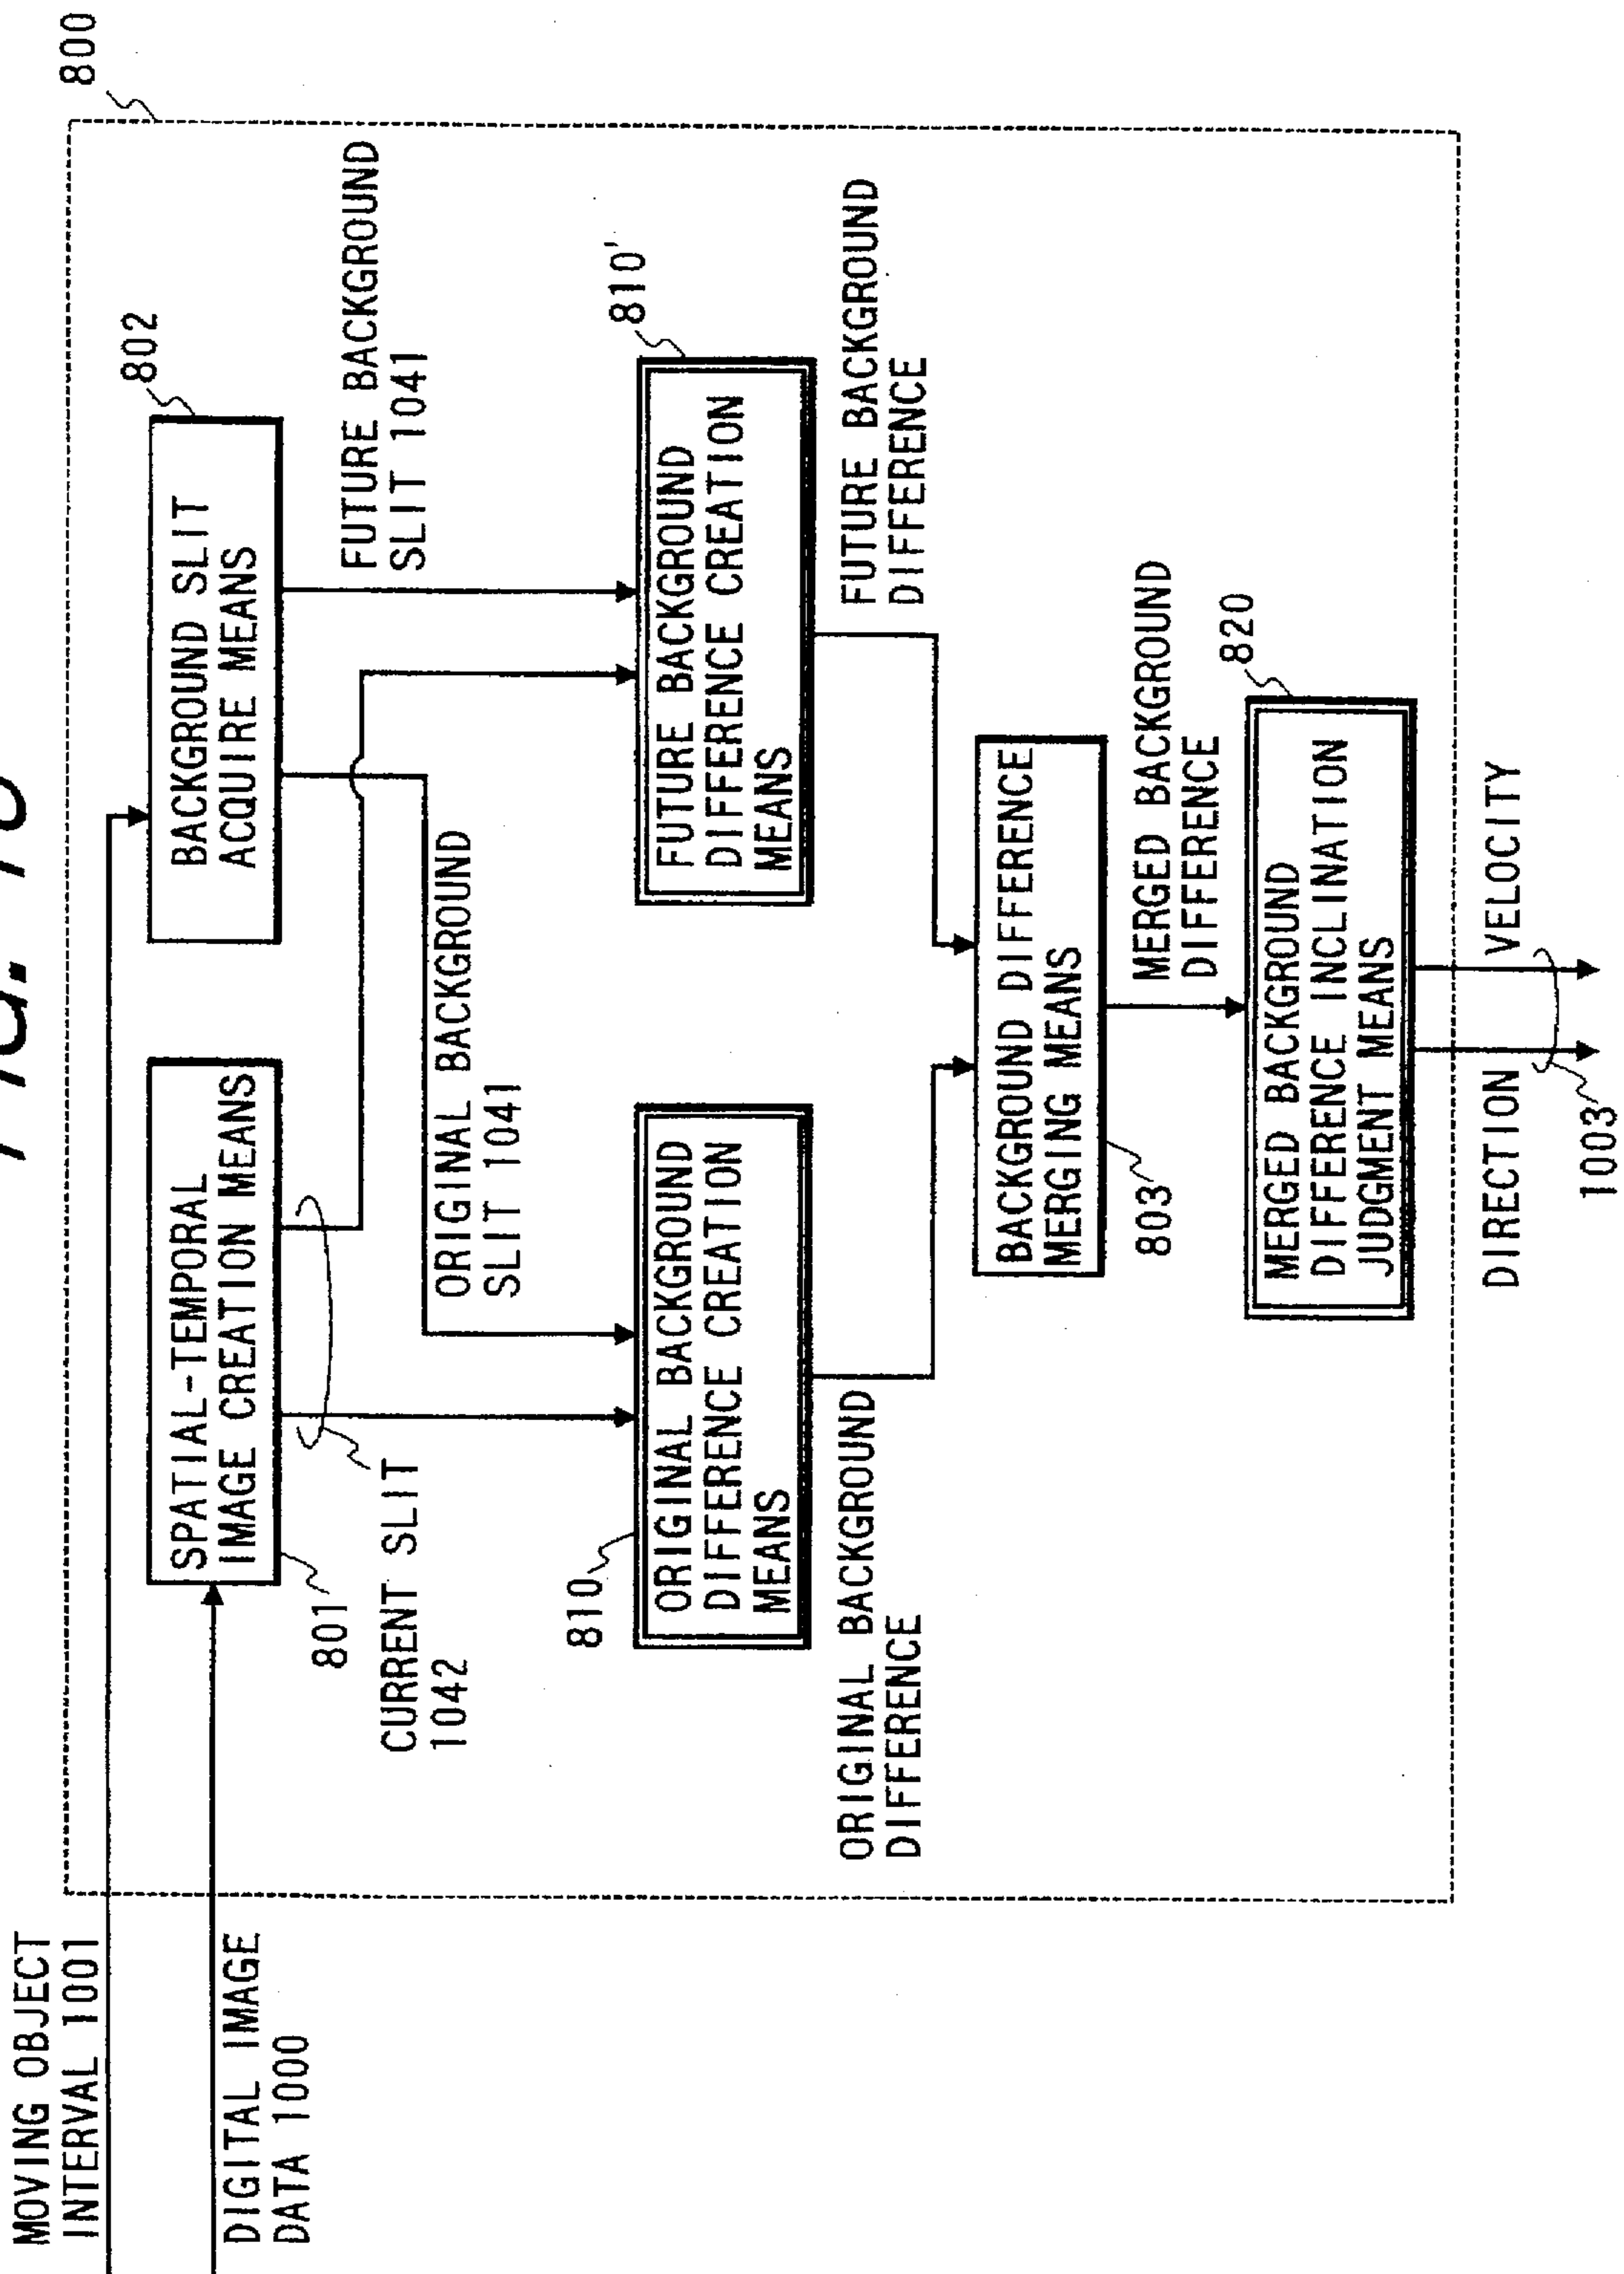 800
MOVING OBJECT
INTERVAL 1001
DIGITAL IMAGE
DATA 1000
SPATIAL-TEMPORAL
IMAGE CREATION MEANS
801
BACKGROUND SLIT
ACQUIRE MEANS
802
CURRENT SLIT
1042
ORIGINAL BACKGROUND
SLIT 1041
FUTURE BACKGROUND
SLIT 1041
810
ORIGINAL BACKGROUND
DIFFERENCE CREATION
MEANS
810'
FUTURE BACKGROUND
DIFFERENCE CREATION
MEANS
ORIGINAL BACKGROUND
DIFFERENCE
FUTURE BACKGROUND
DIFFERENCE
BACKGROUND DIFFERENCE
MERGING MEANS
803
MERGED BACKGROUND
DIFFERENCE
820
MERGED BACKGROUND
DIFFERENCE INCLINATION
JUDGMENT MEANS
DIRECTION
VELOCITY
1003